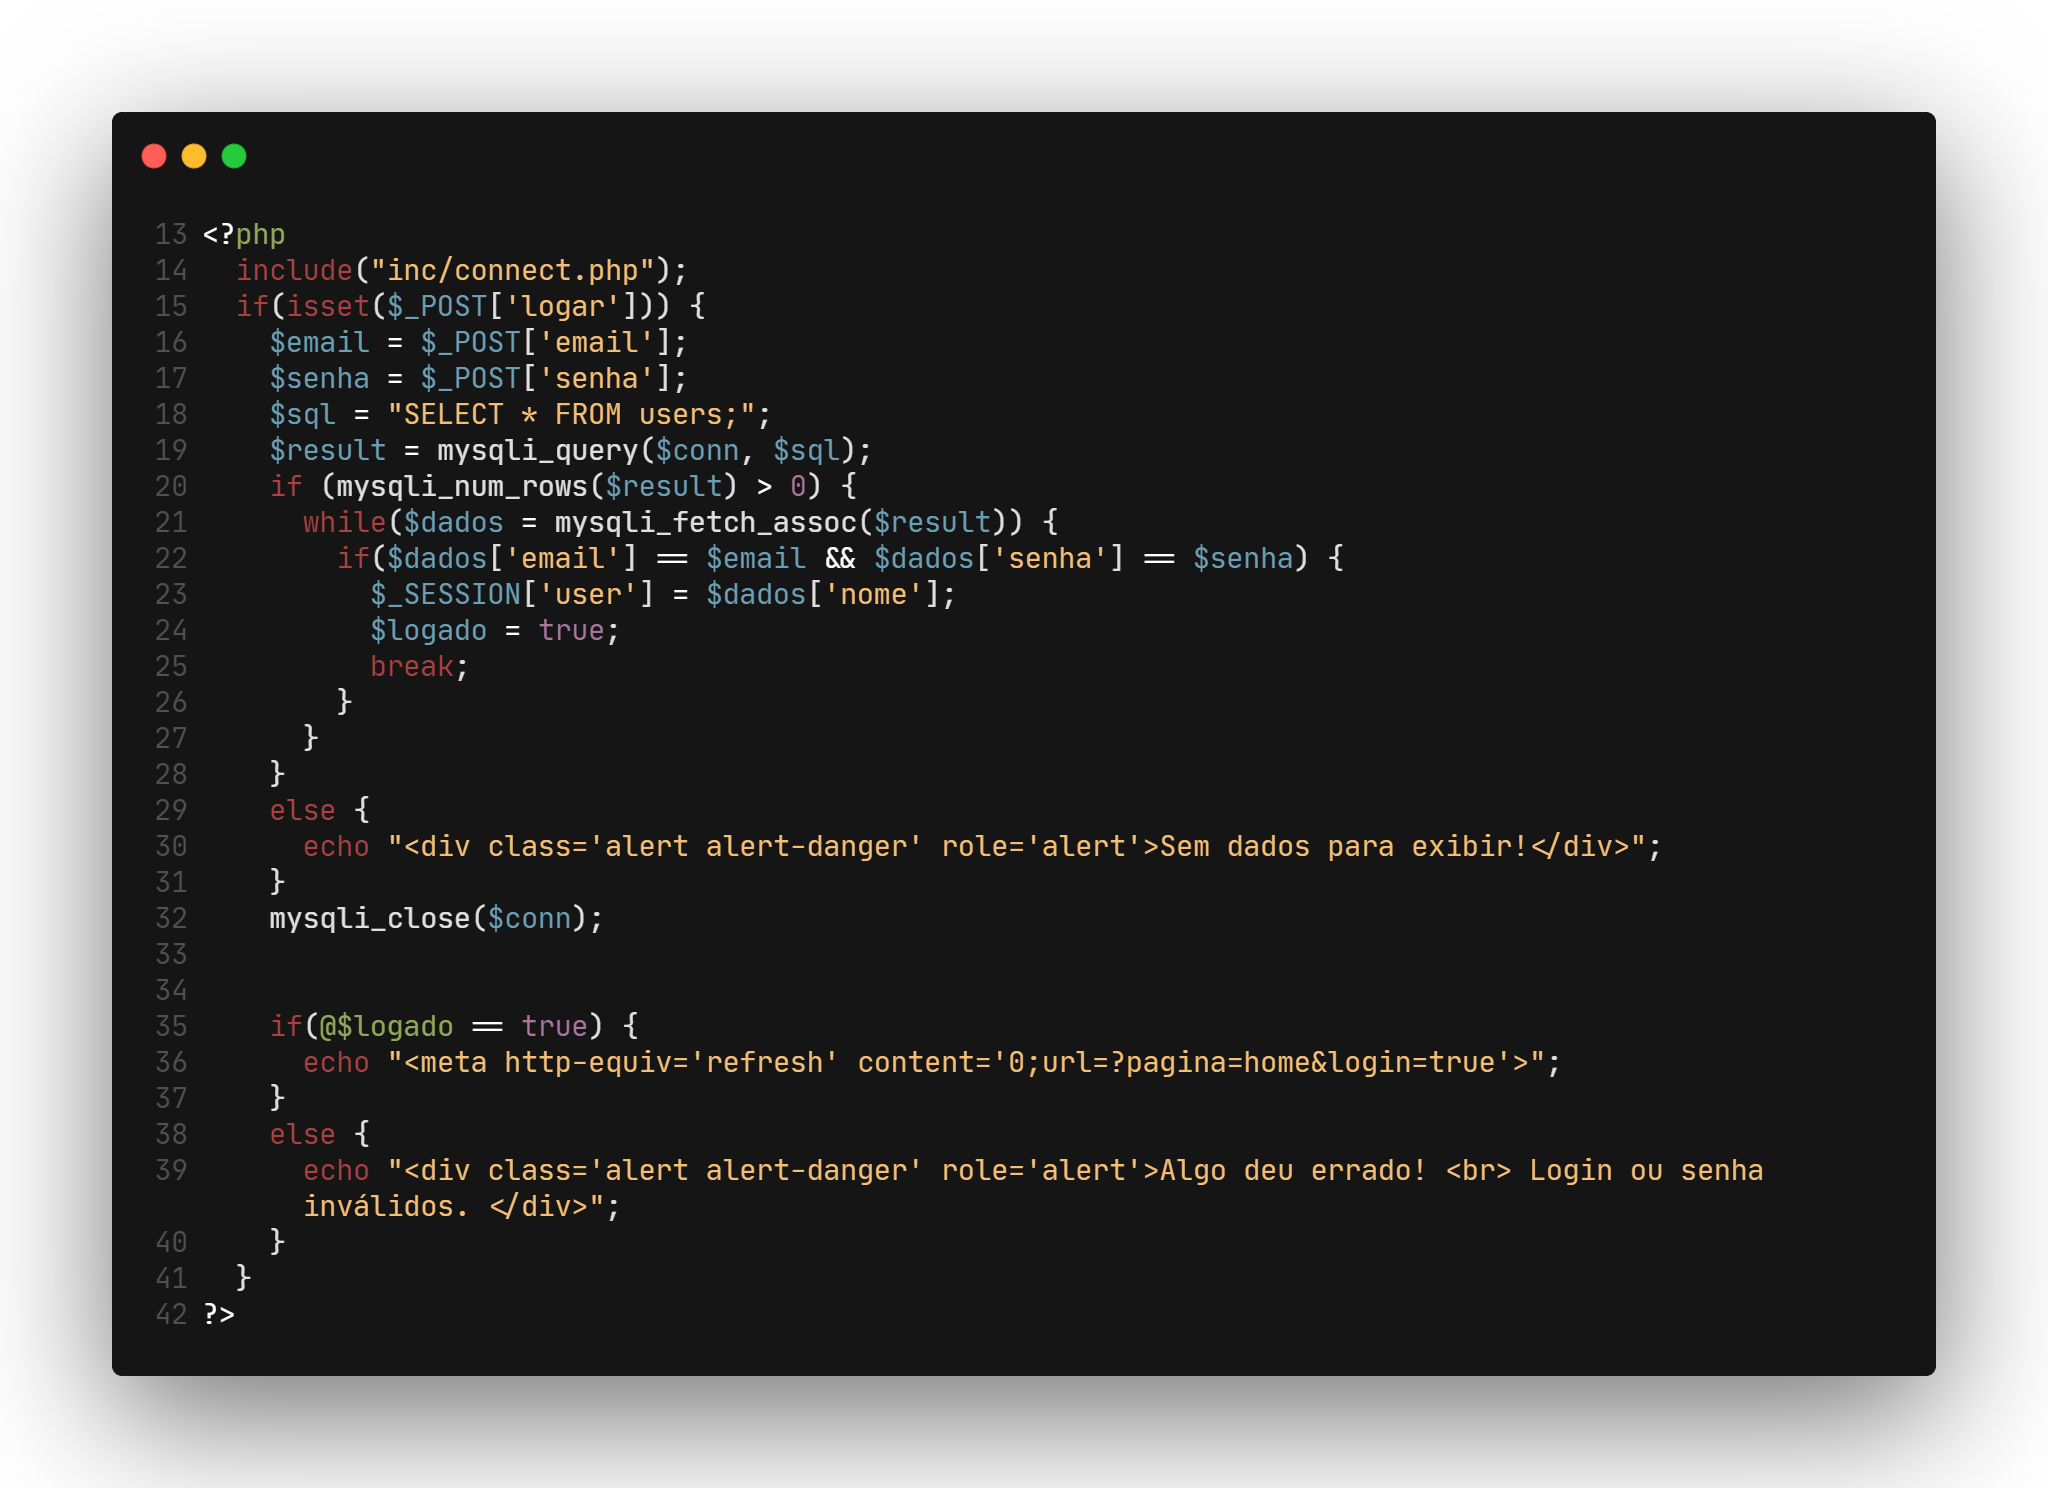 13 <?php
14   include("inc/connect.php");
15   if(isset($_POST['logar'])) {
16     $email = $_POST['email'];
17     $senha = $_POST['senha'];
18     $sql = "SELECT * FROM users;";
19     $result = mysqli_query($conn, $sql);
20     if (mysqli_num_rows($result) > 0) {
21       while($dados = mysqli_fetch_assoc($result)) {
22         if($dados['email'] == $email && $dados['senha'] == $senha) {
23           $_SESSION['user'] = $dados['nome'];
24           $logado = true;
25           break;
26         }
27       }
28     }
29     else {
30       echo "<div class='alert alert-danger' role='alert'>Sem dados para exibir!</div>";
31     }
32     mysqli_close($conn);
33
34
35     if(@$logado == true) {
36       echo "<meta http-equiv='refresh' content='0;url=?pagina=home&login=true'>";
37     }
38     else {
39       echo "<div class='alert alert-danger' role='alert'>Algo deu errado! <br> Login ou senha
       inválidos. </div>";
40     }
41   }
42 ?>